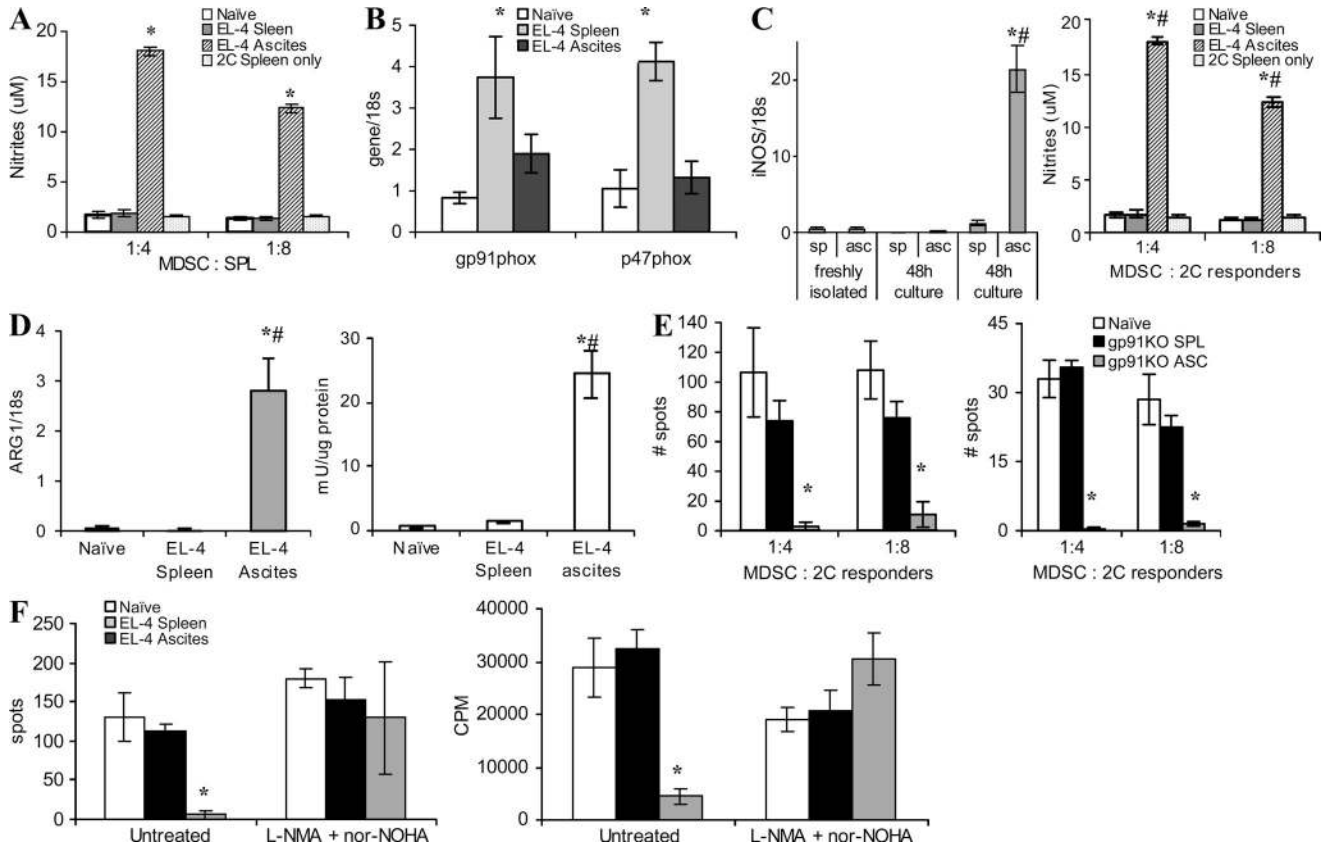 A
Naïve
EL-4 Sleen
EL-4 Ascites
2C Spleen only
Nitrites (uM)
20
15
10
5
0
*
*
1:4
1:8
MDSC : SPL
B
Naïve
EL-4 Spleen
EL-4 Ascites
gene/18s
6
5
4
3
2
1
0
*
*
gp91phox
p47phox
C
iNOS/18s
20
10
0
*#
sp
asc
sp
asc
sp
asc
freshly isolated
48h culture
48h culture
Naïve
EL-4 Sleen
EL-4 Ascites
2C Spleen only
Nitrites (uM)
20
15
10
5
0
*#
*#
1:4
1:8
MDSC : 2C responders
D
ARG1/18s
4
3
2
1
0
*#
Naïve
EL-4 Spleen
EL-4 Ascites
mU/ug protein
30
20
10
0
*#
Naïve
EL-4 Spleen
EL-4 ascites
E
# spots
140
120
100
80
60
40
20
0
*
*
1:4
1:8
MDSC : 2C responders
Naïve
gp91KO SPL
gp91KO ASC
# spots
45
30
15
0
*
*
1:4
1:8
MDSC : 2C responders
F
Naïve
EL-4 Spleen
EL-4 Ascites
spots
250
200
150
100
50
0
*
Untreated
L-NMA + nor-NOHA
CPM
40000
30000
20000
10000
0
*
Untreated
L-NMA + nor-NOHA